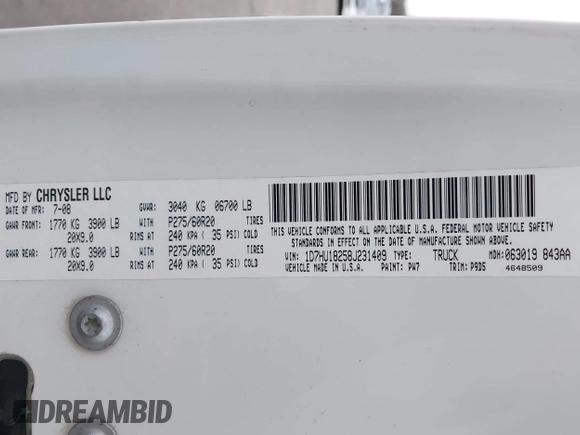 MFD BY CHRYSLER LLC
DATE OF MFR: 7-08 GVWR: 3040 KG 06700 LB
GAWR FRONT: 1770 KG 3900 LB WITH P275/60R20 TIRES
20X9.0 RIMS AT 240 KPA ( 35 PSI) COLD
GAWR REAR: 1770 KG 3900 LB WITH P275/60R20 TIRES
20X9.0 RIMS AT 240 KPA ( 35 PSI) COLD
THIS VEHICLE CONFORMS TO ALL APPLICABLE U.S.A. FEDERAL MOTOR VEHICLE SAFETY
STANDARDS IN EFFECT ON THE DATE OF MANUFACTURE SHOWN ABOVE.
VIN: 1D7HU18258J231409 TYPE: TRUCK MDH: 063019 843AA
VEHICLE MADE IN: U.S.A. PAINT: PW7 TRIM: P9D5 4648509
DREAMBID